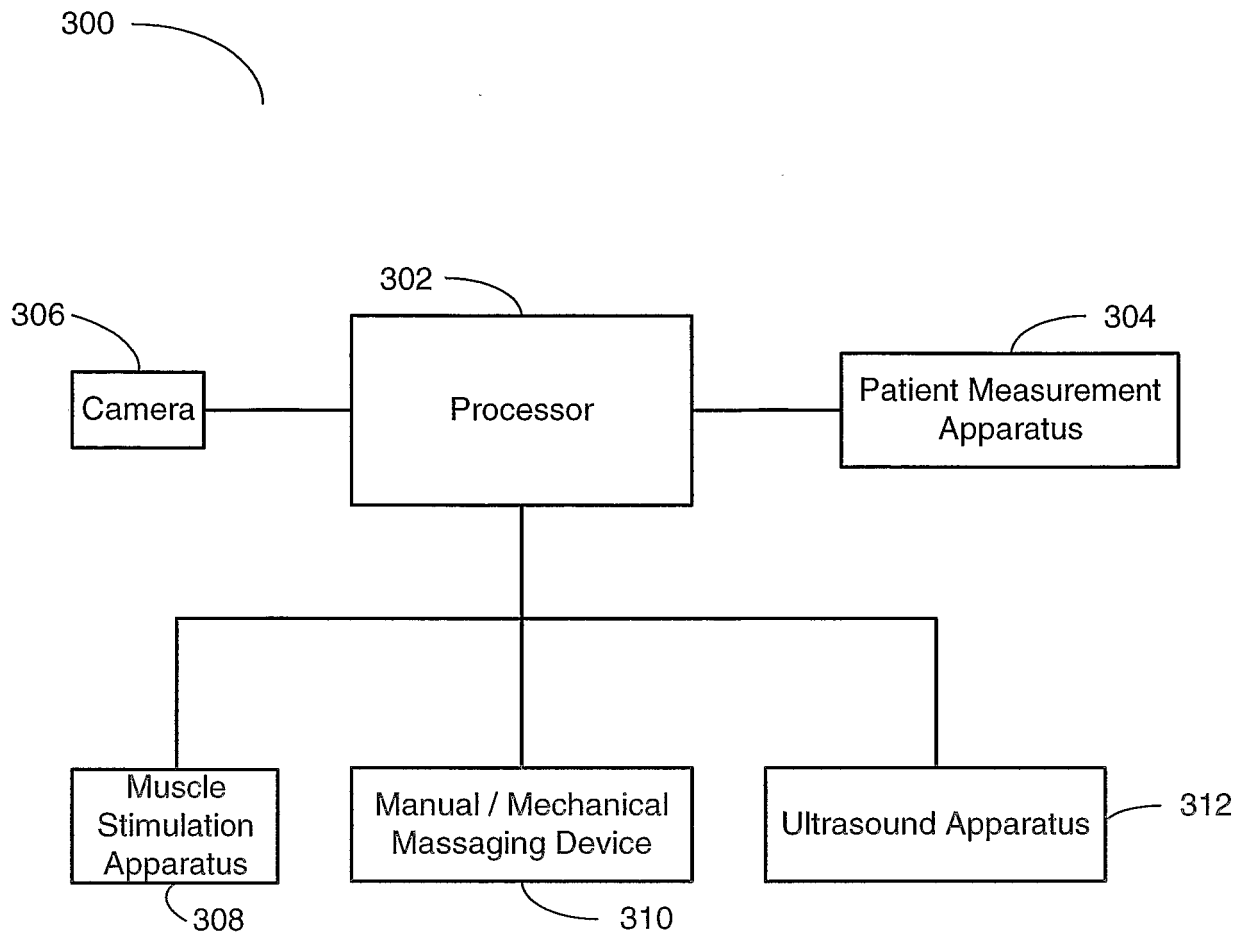 300
302
306
304
Camera
Processor
Patient Measurement
Apparatus
Muscle
Stimulation
Apparatus
Manual / Mechanical
Massaging Device
Ultrasound Apparatus
312
308
310